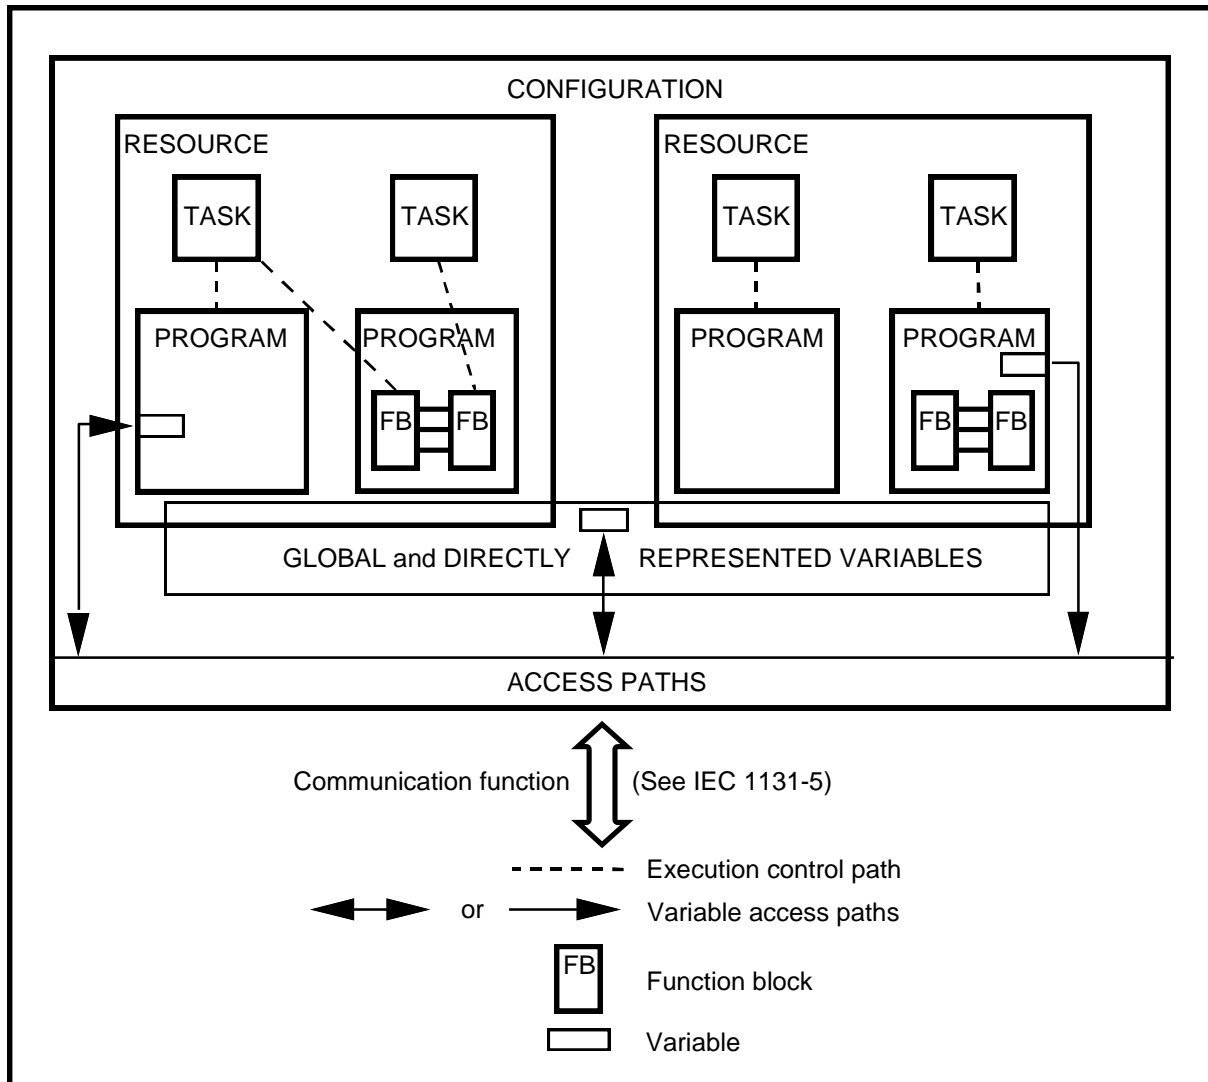 CONFIGURATION
RESOURCE RESOURCE
TASK TASK TASK TASK
PROGRAM PROGRAM PROGRAM PROGRAM
FB FB FB FB
GLOBAL and DIRECTLY REPRESENTED VARIABLES
ACCESS PATHS
Communication function (See IEC 1131-5)
Execution control path
or Variable access paths
FB Function block
Variable